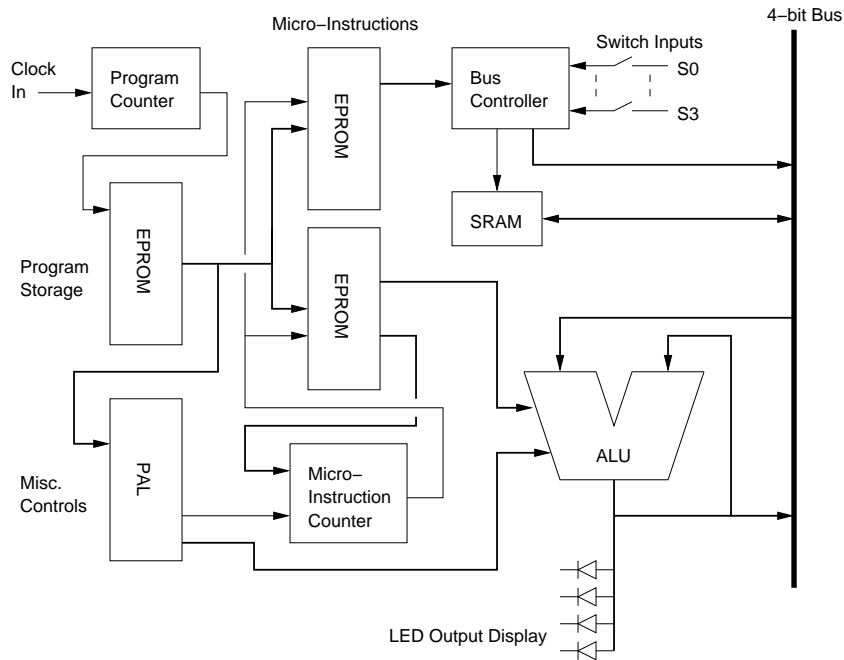 4−bit Bus
Micro−Instructions
Clock
In
Program
Counter
EPROM
Bus
Controller
Switch Inputs
S0
S3
Program
Storage
EPROM
EPROM
SRAM
Misc.
Controls
PAL
Micro−
Instruction
Counter
ALU
LED Output Display